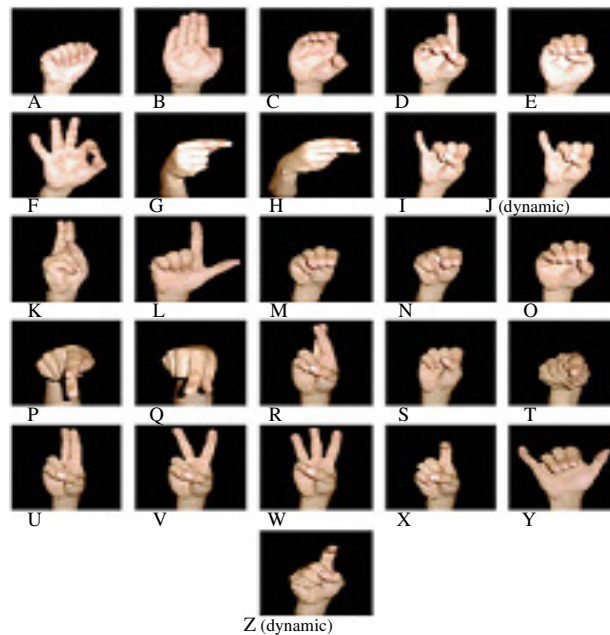 A B C D E
F G H I J (dynamic)
K L M N O
P Q R S T
U V W X Y
Z (dynamic)